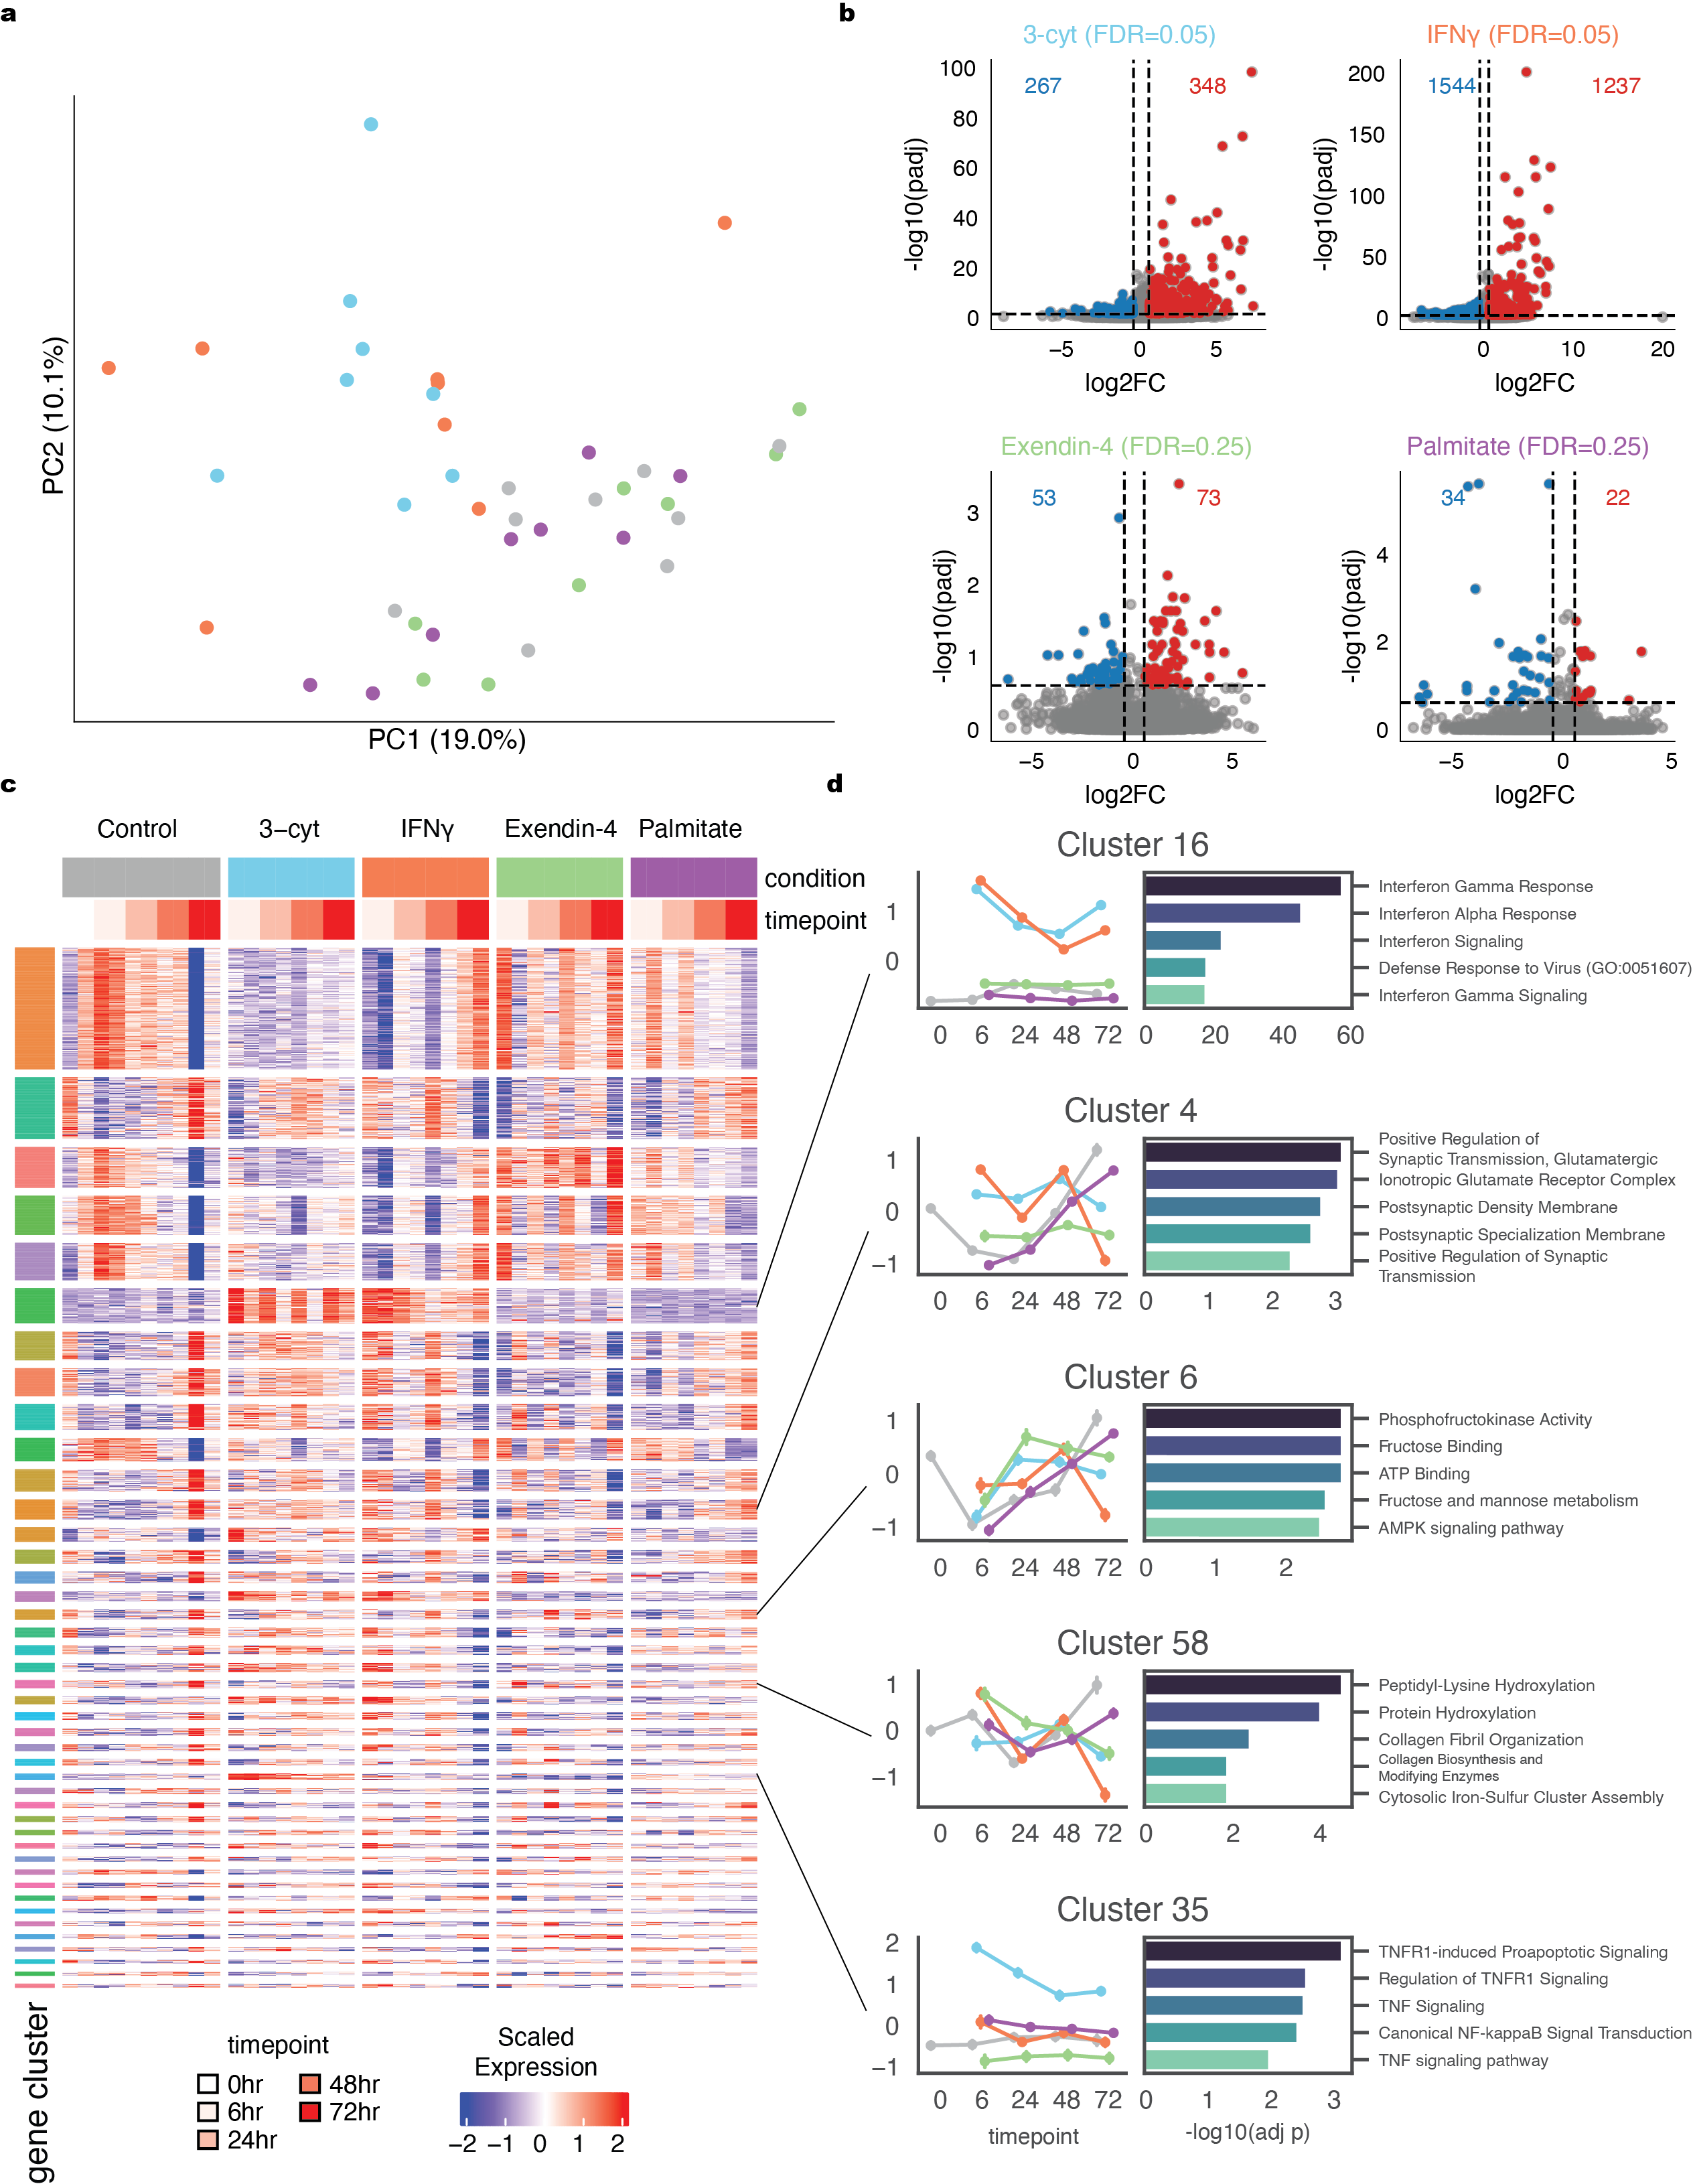 a
PC2 (10.1%)
PC1 (19.0%)
b
3-cyt (FDR=0.05)
267
348
100
80
60
40
20
0
-log10(padj)
−5
0
5
log2FC
IFNγ (FDR=0.05)
1544
1237
200
150
100
50
0
-log10(padj)
0
10
20
log2FC
Exendin-4 (FDR=0.25)
53
73
3
2
1
0
-log10(padj)
−5
0
5
log2FC
Palmitate (FDR=0.25)
34
22
4
2
0
-log10(padj)
−5
0
5
log2FC
c
Control
3−cyt
IFNγ
Exendin-4
Palmitate
condition
timepoint
gene cluster
timepoint
0hr
6hr
24hr
48hr
72hr
Scaled
Expression
−2 −1 0 1 2
d
Cluster 16
1
0
0 6 24 48 72
0 20 40 60
Interferon Gamma Response
Interferon Alpha Response
Interferon Signaling
Defense Response to Virus (GO:0051607)
Interferon Gamma Signaling
Cluster 4
1
0
−1
0 6 24 48 72
0 1 2 3
Positive Regulation of
Synaptic Transmission, Glutamatergic
Ionotropic Glutamate Receptor Complex
Postsynaptic Density Membrane
Postsynaptic Specialization Membrane
Positive Regulation of Synaptic
Transmission
Cluster 6
1
0
−1
0 6 24 48 72
0 1 2
Phosphofructokinase Activity
Fructose Binding
ATP Binding
Fructose and mannose metabolism
AMPK signaling pathway
Cluster 58
1
0
−1
0 6 24 48 72
0 2 4
Peptidyl-Lysine Hydroxylation
Protein Hydroxylation
Collagen Fibril Organization
Collagen Biosynthesis and
Modifying Enzymes
Cytosolic Iron-Sulfur Cluster Assembly
Cluster 35
2
1
0
−1
0 6 24 48 72
timepoint
0 1 2 3
-log10(adj p)
TNFR1-induced Proapoptotic Signaling
Regulation of TNFR1 Signaling
TNF Signaling
Canonical NF-kappaB Signal Transduction
TNF signaling pathway